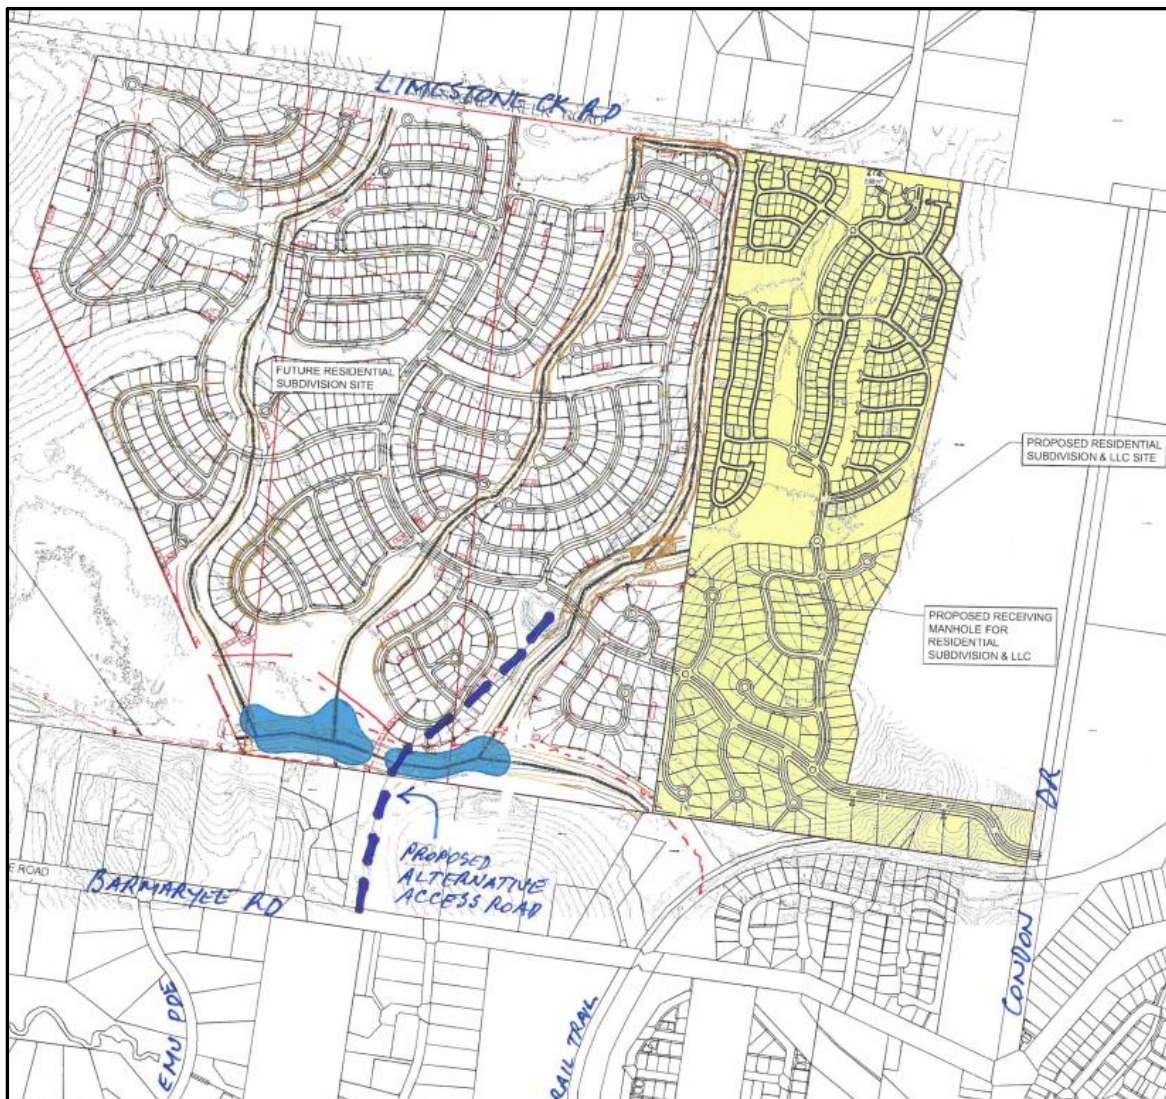 LIMESTONE CK RD
FUTURE RESIDENTIAL
SUBDIVISION SITE
PROPOSED RESIDENTIAL
SUBDIVISION & LLC SITE
PROPOSED RECEIVING
MANHOLE FOR
RESIDENTIAL
SUBDIVISION & LLC
DR
PROPOSED
ALTERNATIVE
ACCESS ROAD
E ROAD
BARMARYEE RD
CONDON
EMU DDE
RAIL TRAIL